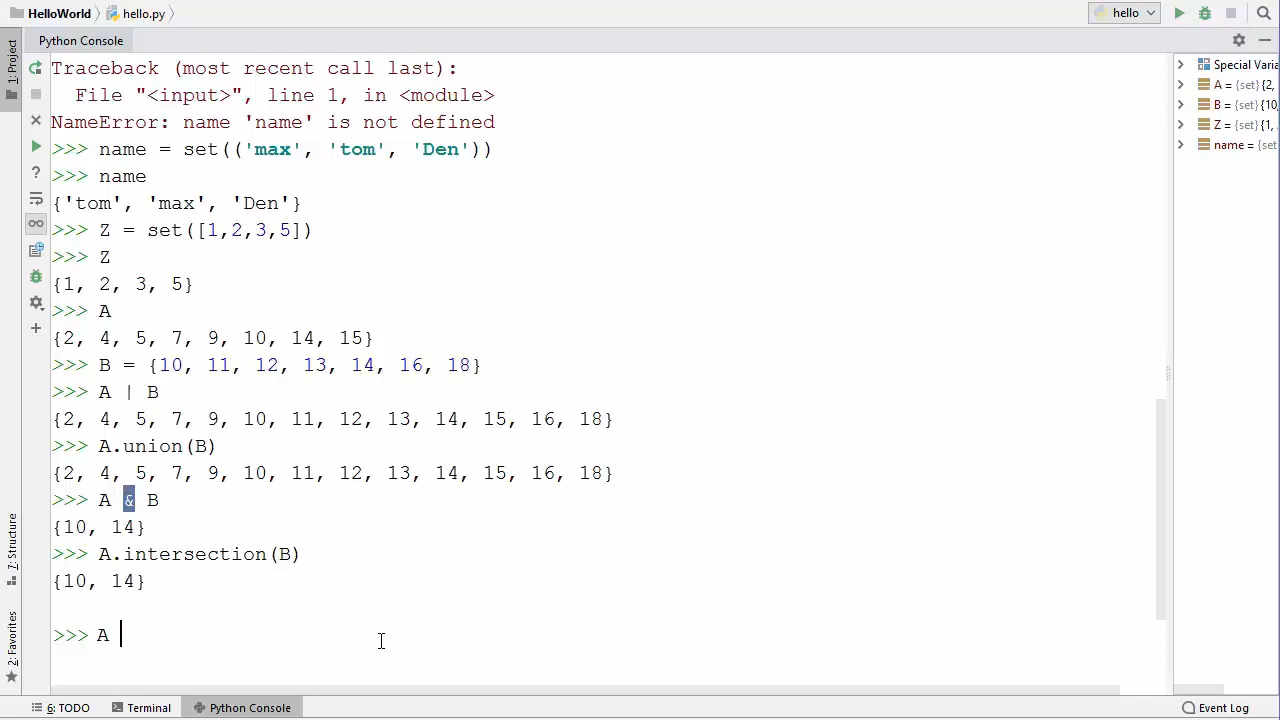 HelloWorld
hello.py
hello
Python Console
1: Project
Traceback (most recent call last):
File "<input>", line 1, in <module>
NameError: name 'name' is not defined
>>> name = set(('max', 'tom', 'Den'))
>>> name
{'tom', 'max', 'Den'}
>>> Z = set([1,2,3,5])
>>> Z
{1, 2, 3, 5}
>>> A
{2, 4, 5, 7, 9, 10, 14, 15}
>>> B = {10, 11, 12, 13, 14, 16, 18}
>>> A | B
{2, 4, 5, 7, 9, 10, 11, 12, 13, 14, 15, 16, 18}
>>> A.union(B)
{2, 4, 5, 7, 9, 10, 11, 12, 13, 14, 15, 16, 18}
>>> A & B
{10, 14}
>>> A.intersection(B)
{10, 14}
>>> A
Special Varia
A = {set} {2,
B = {set} {10
Z = {set} {1,
name = {set
7: Structure
2: Favorites
6: TODO
Terminal
Python Console
Event Log